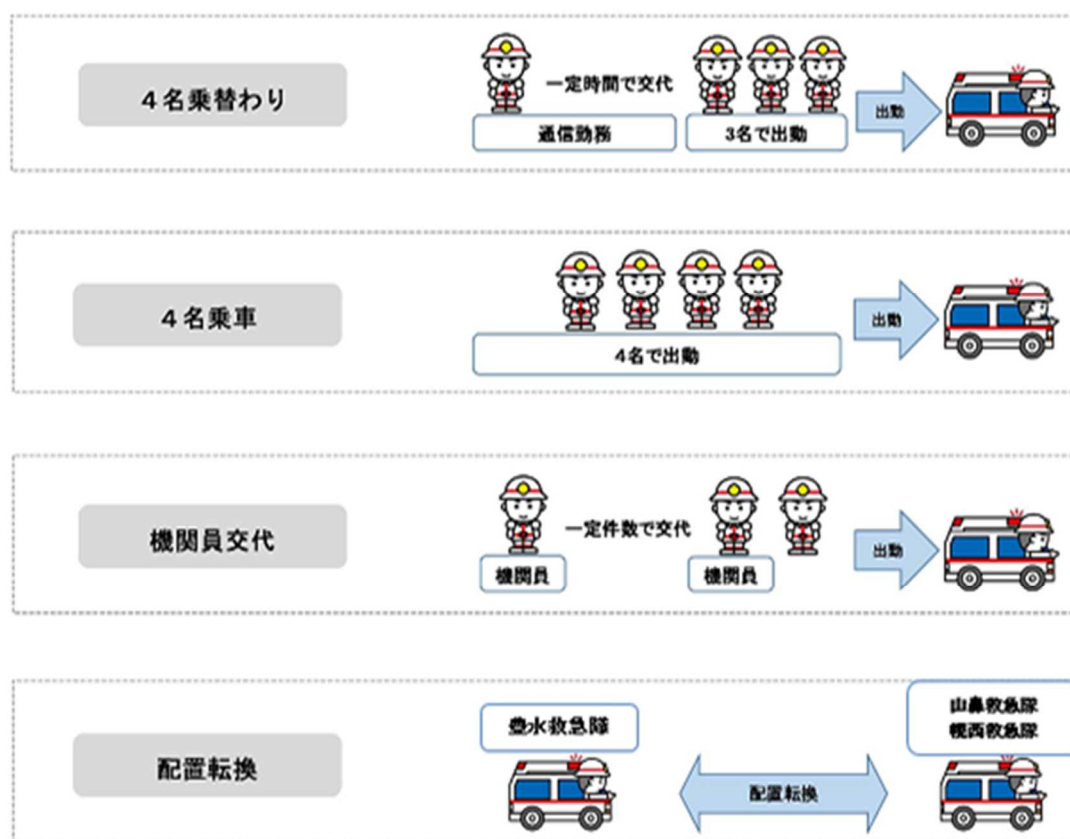 ４名乗替わり
一定時間で交代
通信勤務
3名で出動
出動
４名乗車
4名で出動
出動
機関員交代
一定件数で交代
機関員
機関員
出動
配置転換
豊水救急隊
配置転換
山鼻救急隊
幌西救急隊